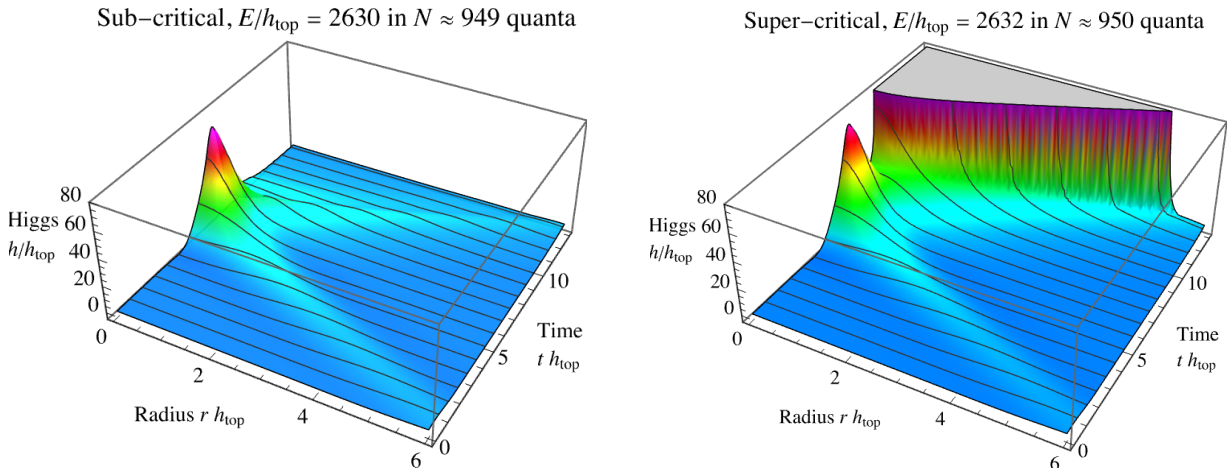 Sub−critical, E/h_top = 2630 in N ≈ 949 quanta
80
Higgs 60
h/h_top 40
20
0
0
2
Radius r h_top 4
6
0
5
Time
t h_top
10
Super−critical, E/h_top = 2632 in N ≈ 950 quanta
80
Higgs 60
h/h_top 40
20
0
0
2
Radius r h_top 4
6
0
5
Time
t h_top
10